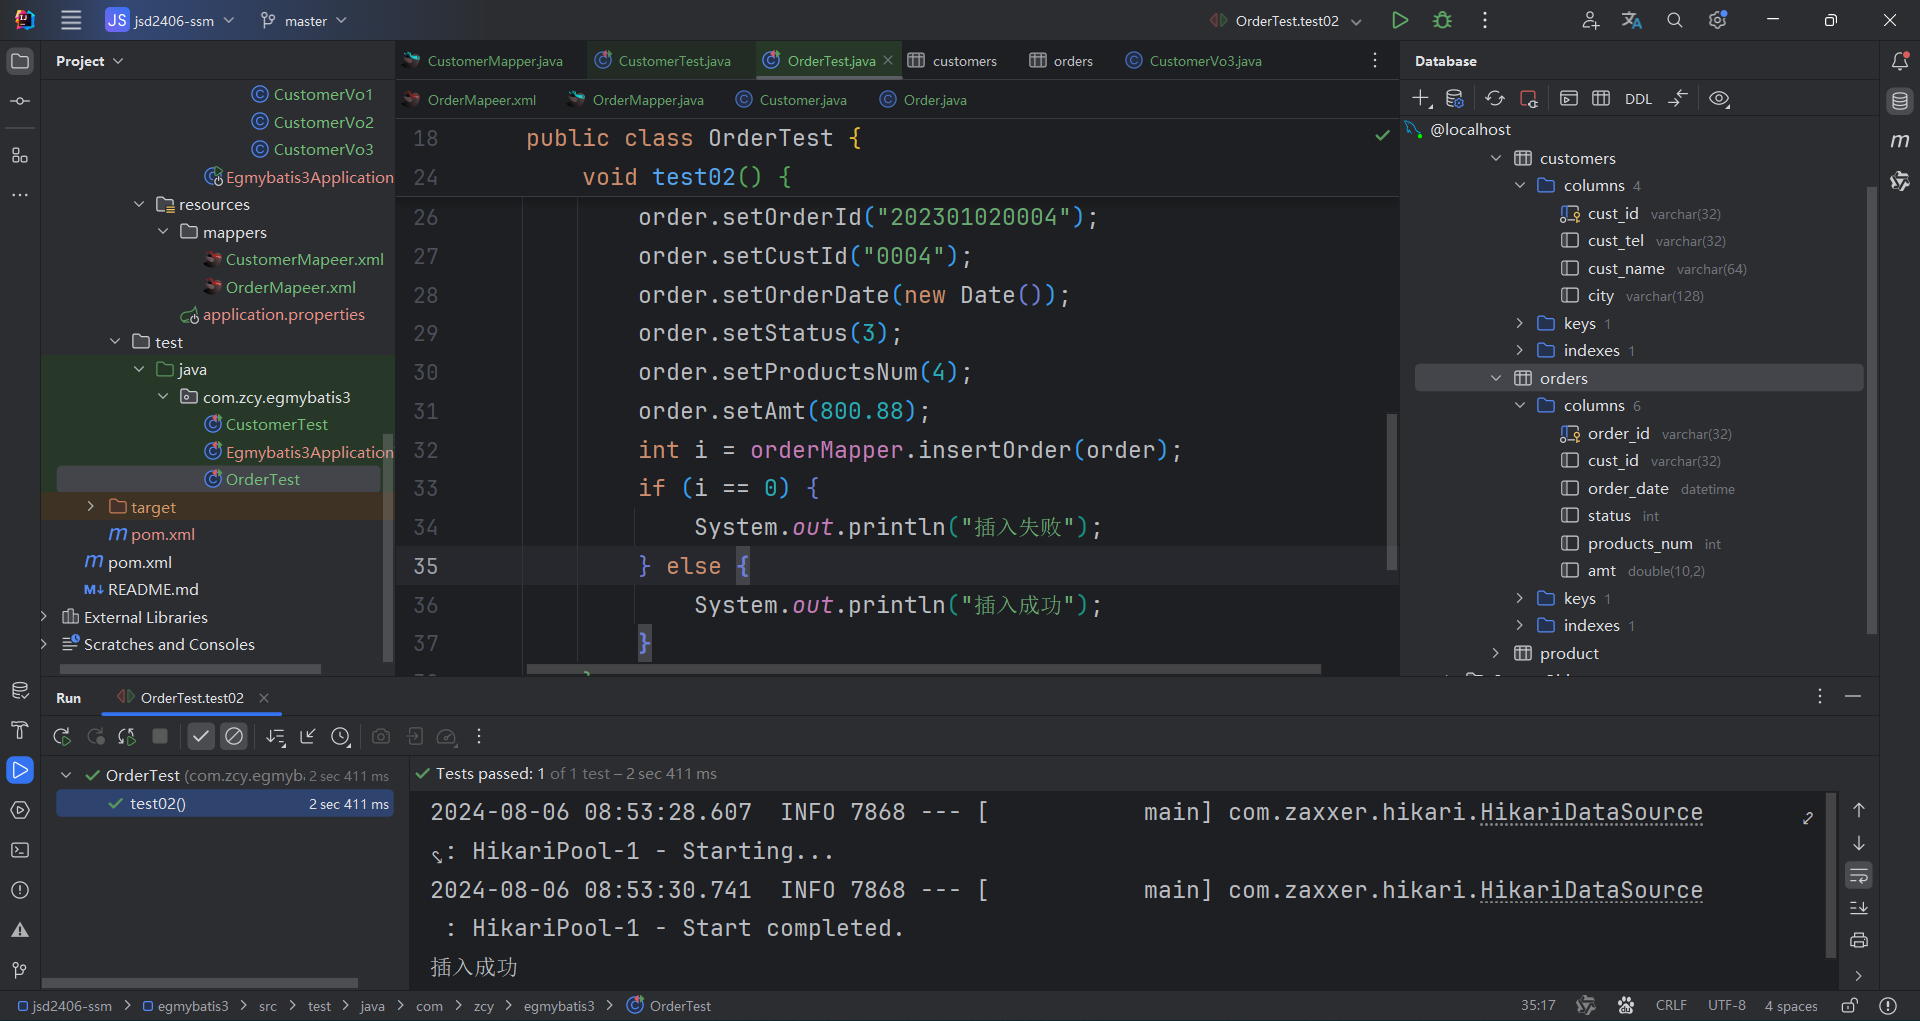 JS jsd2406-ssm master OrderTest.test02
Project
CustomerVo1
CustomerVo2
CustomerVo3
Egmybatis3Application
resources
mappers
CustomerMapeer.xml
OrderMapeer.xml
application.properties
test
java
com.zcy.egmybatis3
CustomerTest
Egmybatis3Application
OrderTest
target
pom.xml
pom.xml
README.md
External Libraries
Scratches and Consoles
CustomerMapper.java CustomerTest.java OrderTest.java customers orders CustomerVo3.java
OrderMapeer.xml OrderMapper.java Customer.java Order.java
18 public class OrderTest {
24 void test02() {
26 order.setOrderId("202301020004");
27 order.setCustId("0004");
28 order.setOrderDate(new Date());
29 order.setStatus(3);
30 order.setProductsNum(4);
31 order.setAmt(800.88);
32 int i = orderMapper.insertOrder(order);
33 if (i == 0) {
34 System.out.println("插入失败");
35 } else {
36 System.out.println("插入成功");
37 }
Database
DDL
@localhost
customers
columns 4
cust_id varchar(32)
cust_tel varchar(32)
cust_name varchar(64)
city varchar(128)
keys 1
indexes 1
orders
columns 6
order_id varchar(32)
cust_id varchar(32)
order_date datetime
status int
products_num int
amt double(10,2)
keys 1
indexes 1
product
Run OrderTest.test02
OrderTest (com.zcy.egmyb 2 sec 411 ms
test02() 2 sec 411 ms
Tests passed: 1 of 1 test – 2 sec 411 ms
2024-08-06 08:53:28.607 INFO 7868 --- [ main] com.zaxxer.hikari.HikariDataSource
: HikariPool-1 - Starting...
2024-08-06 08:53:30.741 INFO 7868 --- [ main] com.zaxxer.hikari.HikariDataSource
: HikariPool-1 - Start completed.
插入成功
jsd2406-ssm > egmybatis3 > src > test > java > com > zcy > egmybatis3 > OrderTest 35:17 CRLF UTF-8 4 spaces